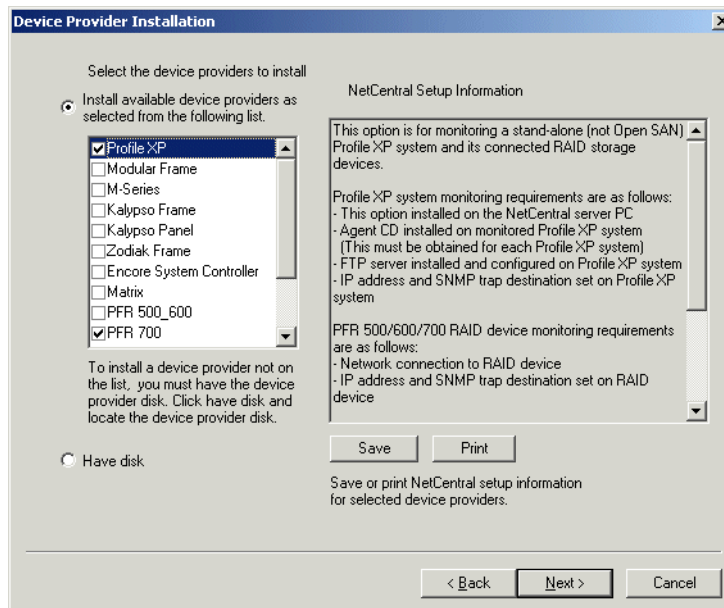 Device Provider Installation
Select the device providers to install
Install available device providers as
selected from the following list.
Profile XP
Modular Frame
M-Series
Kalypso Frame
Kalypso Panel
Zodiak Frame
Encore System Controller
Matrix
PFR 500_600
PFR 700
To install a device provider not on
the list, you must have the device
provider disk. Click have disk and
locate the device provider disk.
Have disk
NetCentral Setup Information
This option is for monitoring a stand-alone (not Open SAN)
Profile XP system and its connected RAID storage
devices.
Profile XP system monitoring requirements are as follows:
- This option installed on the NetCentral server PC
- Agent CD installed on monitored Profile XP system
(This must be obtained for each Profile XP system)
- FTP server installed and configured on Profile XP system
- IP address and SNMP trap destination set on Profile XP
system
PFR 500/600/700 RAID device monitoring requirements
are as follows:
- Network connection to RAID device
- IP address and SNMP trap destination set on RAID
device
Save
Print
Save or print NetCentral setup information
for selected device providers.
< Back
Next >
Cancel